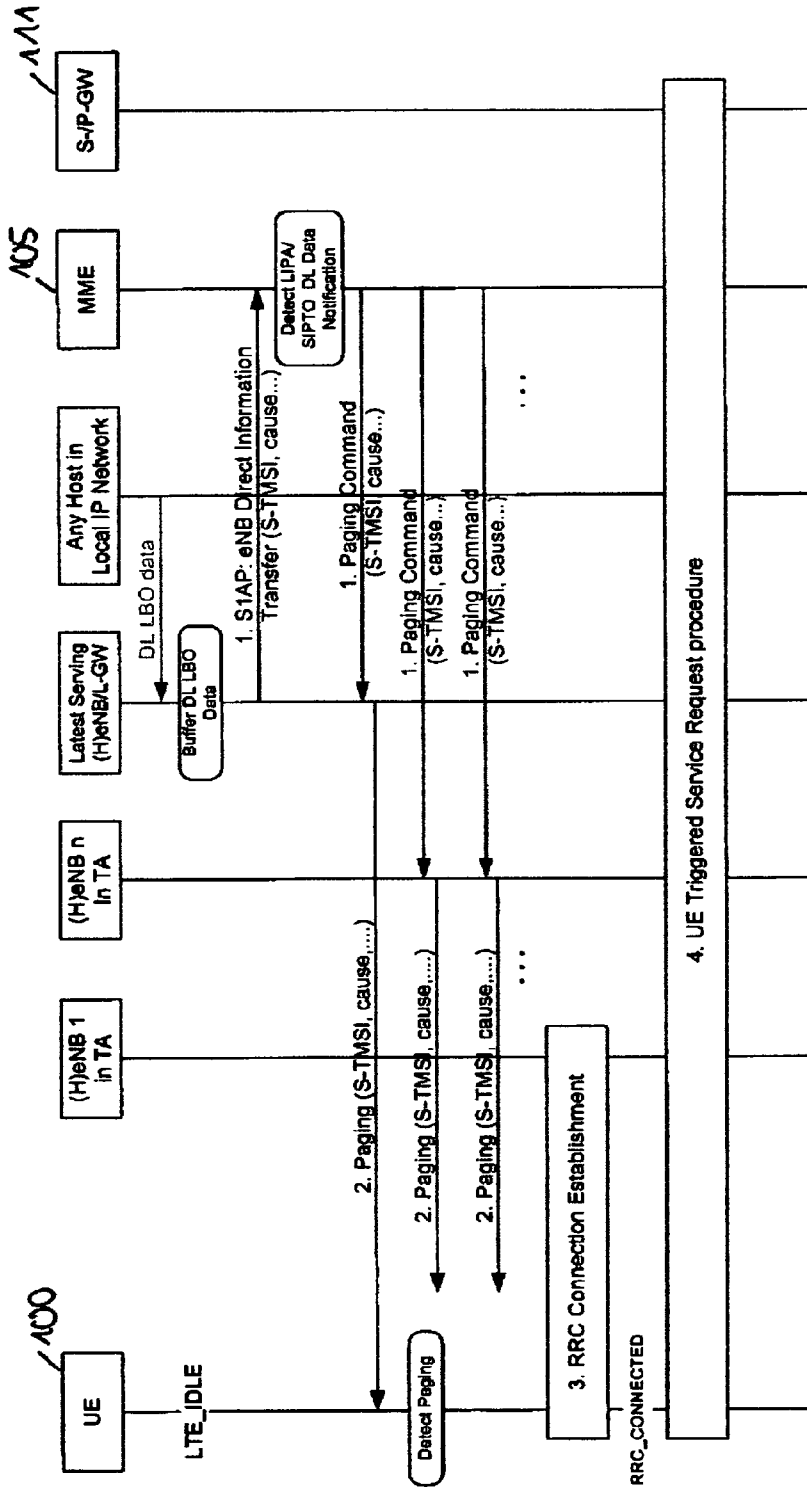 100
UE
(H)eNB 1
in TA
(H)eNB n
In TA
Latest Serving
(H)eNB/L-GW
Any Host in
Local IP Network
105
MME
111
S-/P-GW
LTE_IDLE
DL LBO data
Buffer DL LBO
Data
1. S1AP: eNB Direct Information
Transfer (S-TMSI, cause...)
Detect LIPA/
SIPTO DL Data
Notification
1. Paging Command
(S-TMSI, cause...)
2. Paging (S-TMSI, cause,....)
1. Paging Command
(S-TMSI, cause...)
Detect Paging
2. Paging (S-TMSI, cause,....)
1. Paging Command
(S-TMSI, cause...)
2. Paging (S-TMSI, cause,....)
...
...
3. RRC Connection Establishment
RRC_CONNECTED
4. UE Triggered Service Request procedure